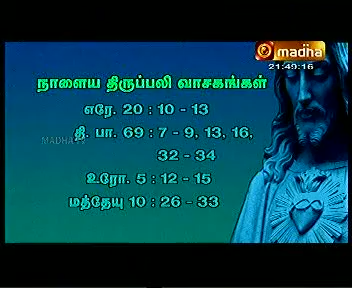 madha
21:49:16
நாளைய திருப்பலி வாசகங்கள்
எரே. 20 : 10 - 13
MADHA TV
தி. பா. 69 : 7 - 9, 13, 16,
32 - 34
உரோ. 5 : 12 - 15
மத்தேயு 10 : 26 - 33